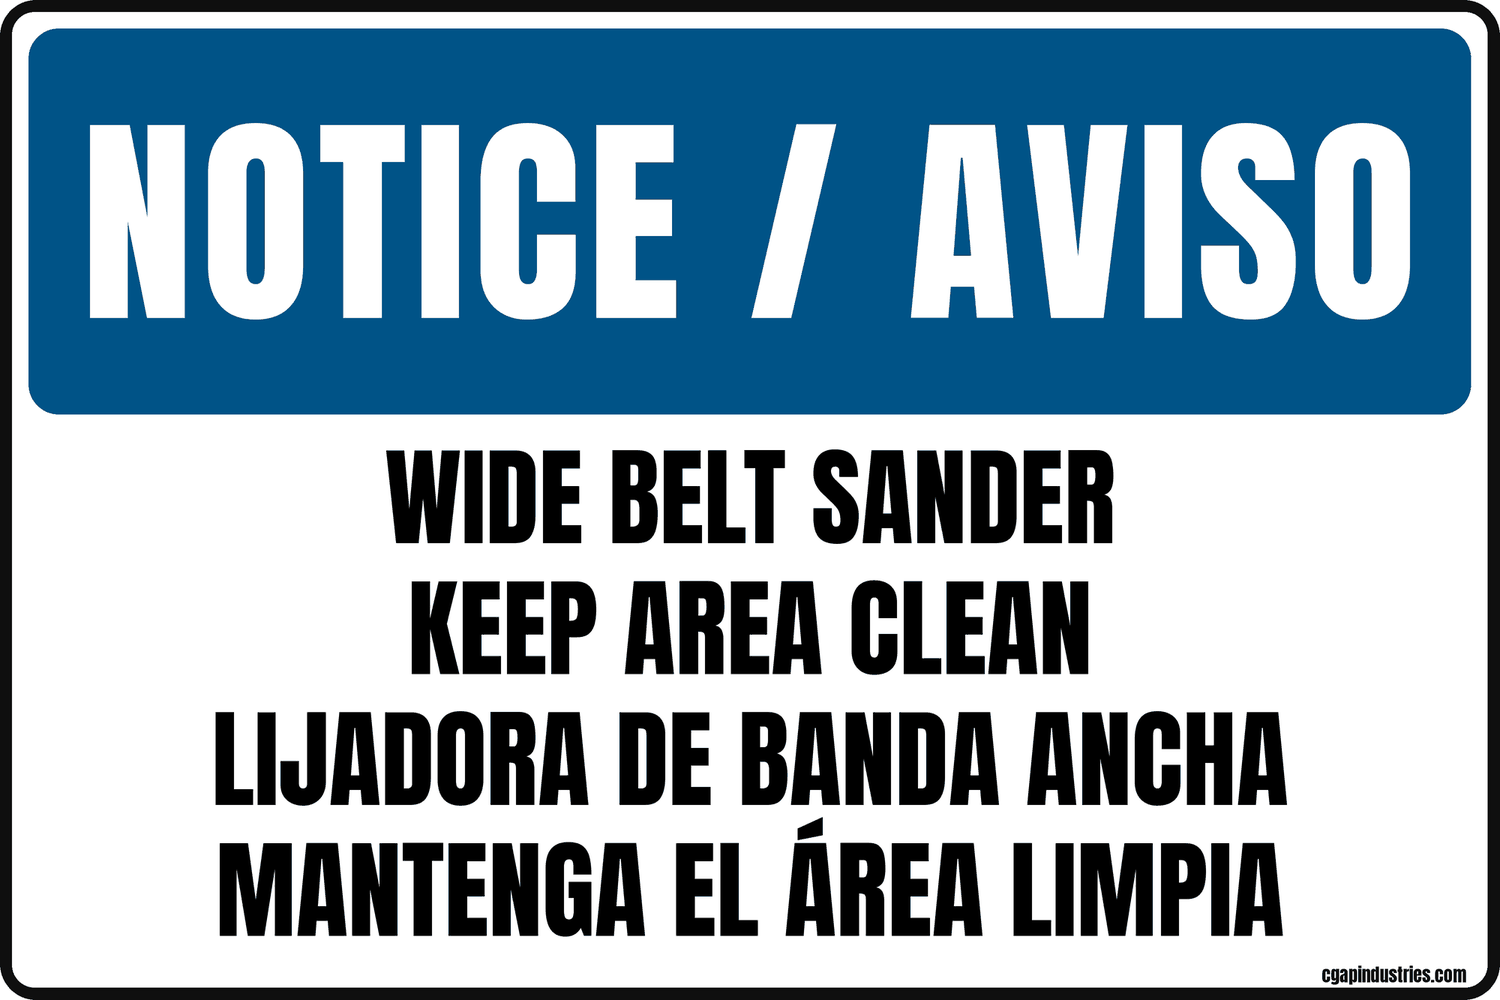 NOTICE / AVISO
WIDE BELT SANDER
KEEP AREA CLEAN
LIJADORA DE BANDA ANCHA
MANTENGA EL ÁREA LIMPIA
cgapindustries.com